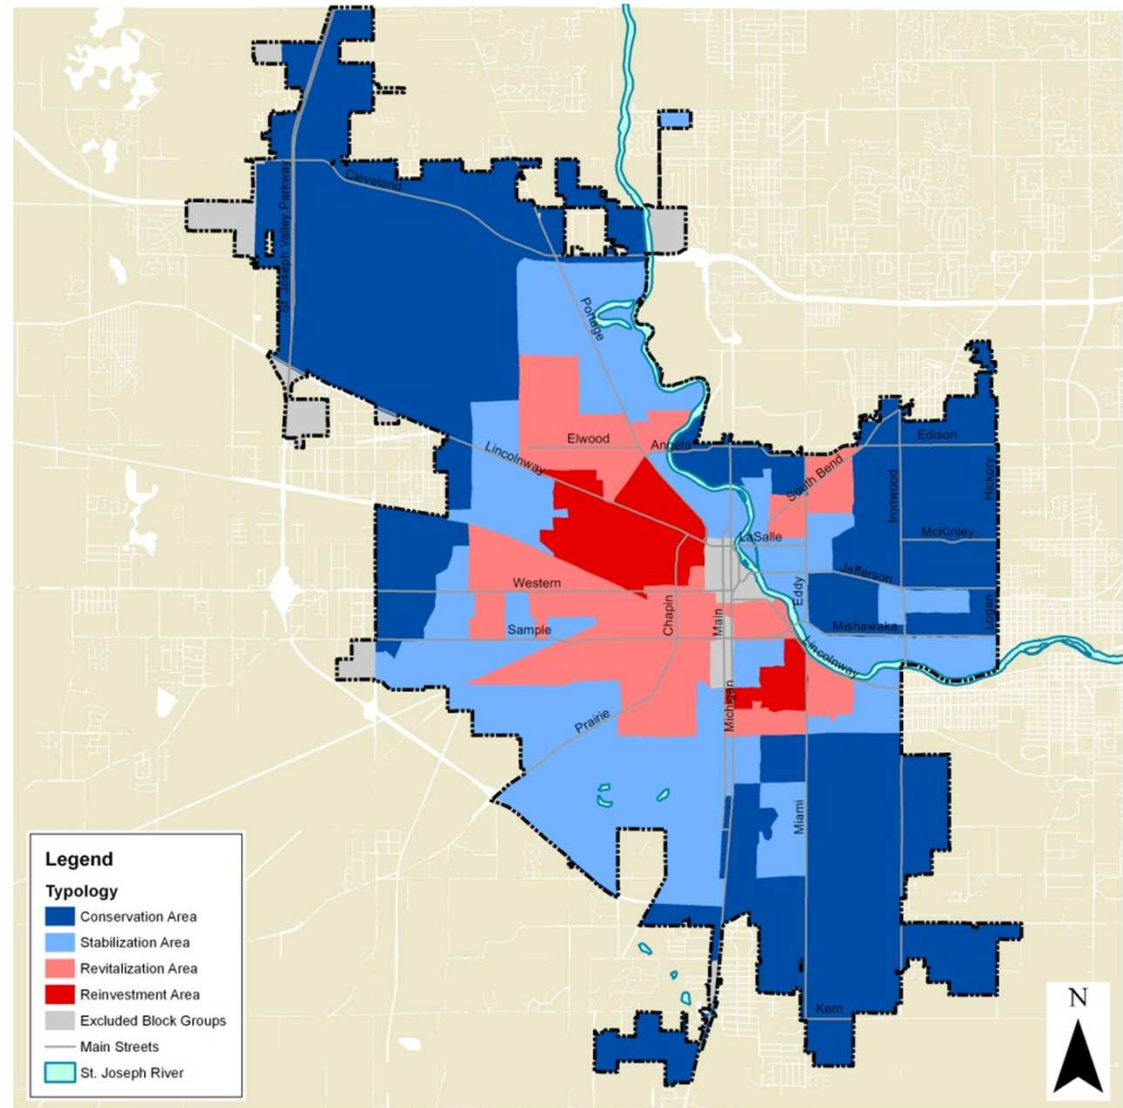 Cleveland
St. Joseph Valley Parkway
Portage
Elwood
Angela
Lincolnway
Edison
South Bend
Ironwood
Hickory
McKinley
LaSalle
Jefferson
Western
Chapin
Main
Eddy
Logan
Sample
Mishawaka
Lincolnway
Prairie
Michigan
Miami
Kern
Legend
Typology
Conservation Area
Stabilization Area
Revitalization Area
Reinvestment Area
Excluded Block Groups
Main Streets
St. Joseph River
N